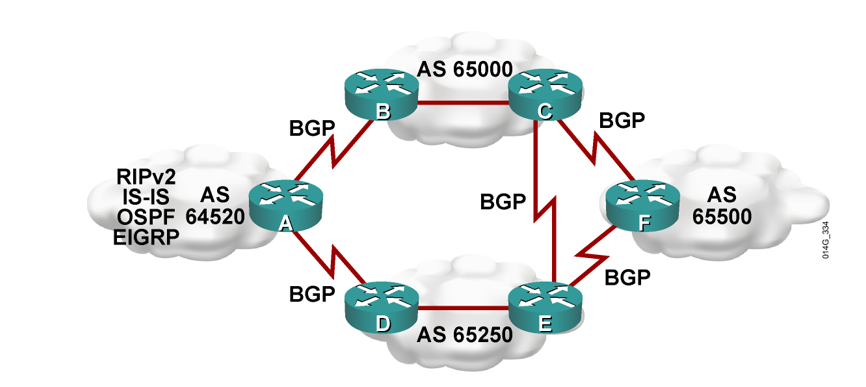 AS 65000
B
C
BGP
BGP
RIPv2
IS-IS
OSPF
EIGRP
AS
64520
A
BGP
F
AS
65500
014G_334
BGP
BGP
D
E
AS 65250